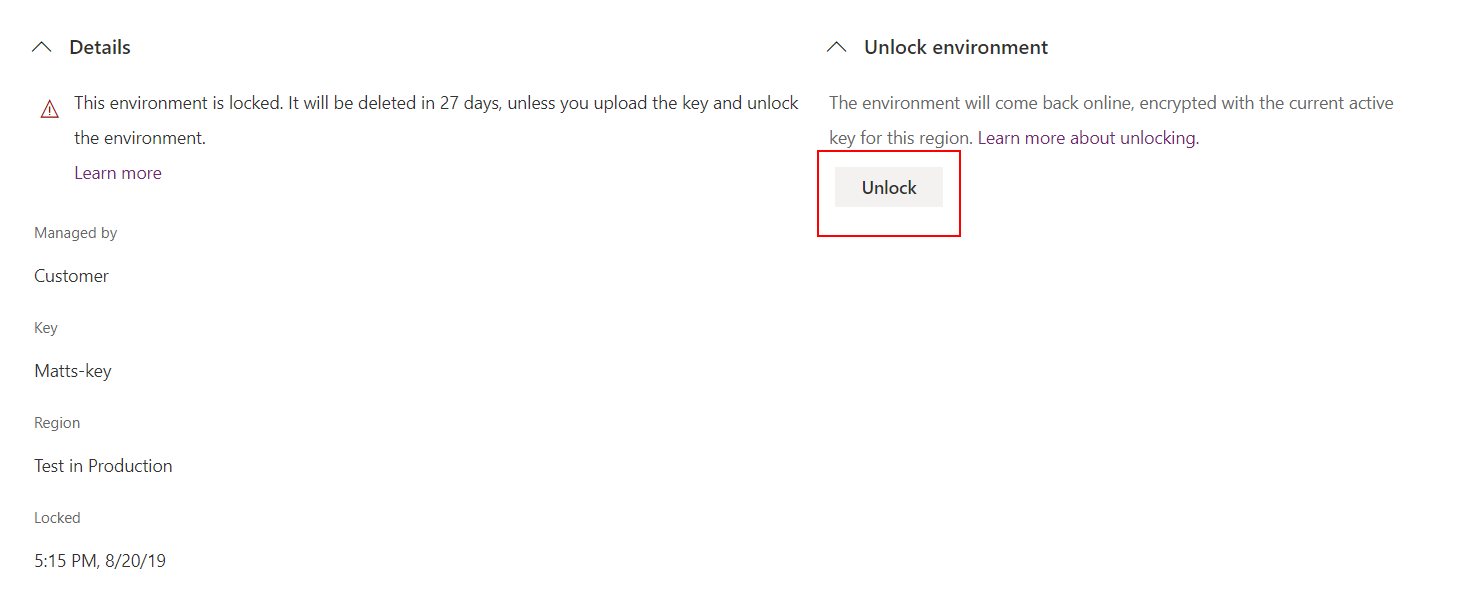 Details
This environment is locked. It will be deleted in 27 days, unless you upload the key and unlock
the environment.
Learn more
Managed by
Customer
Key
Matts-key
Region
Test in Production
Locked
5:15 PM, 8/20/19
Unlock environment
The environment will come back online, encrypted with the current active
key for this region. Learn more about unlocking.
Unlock